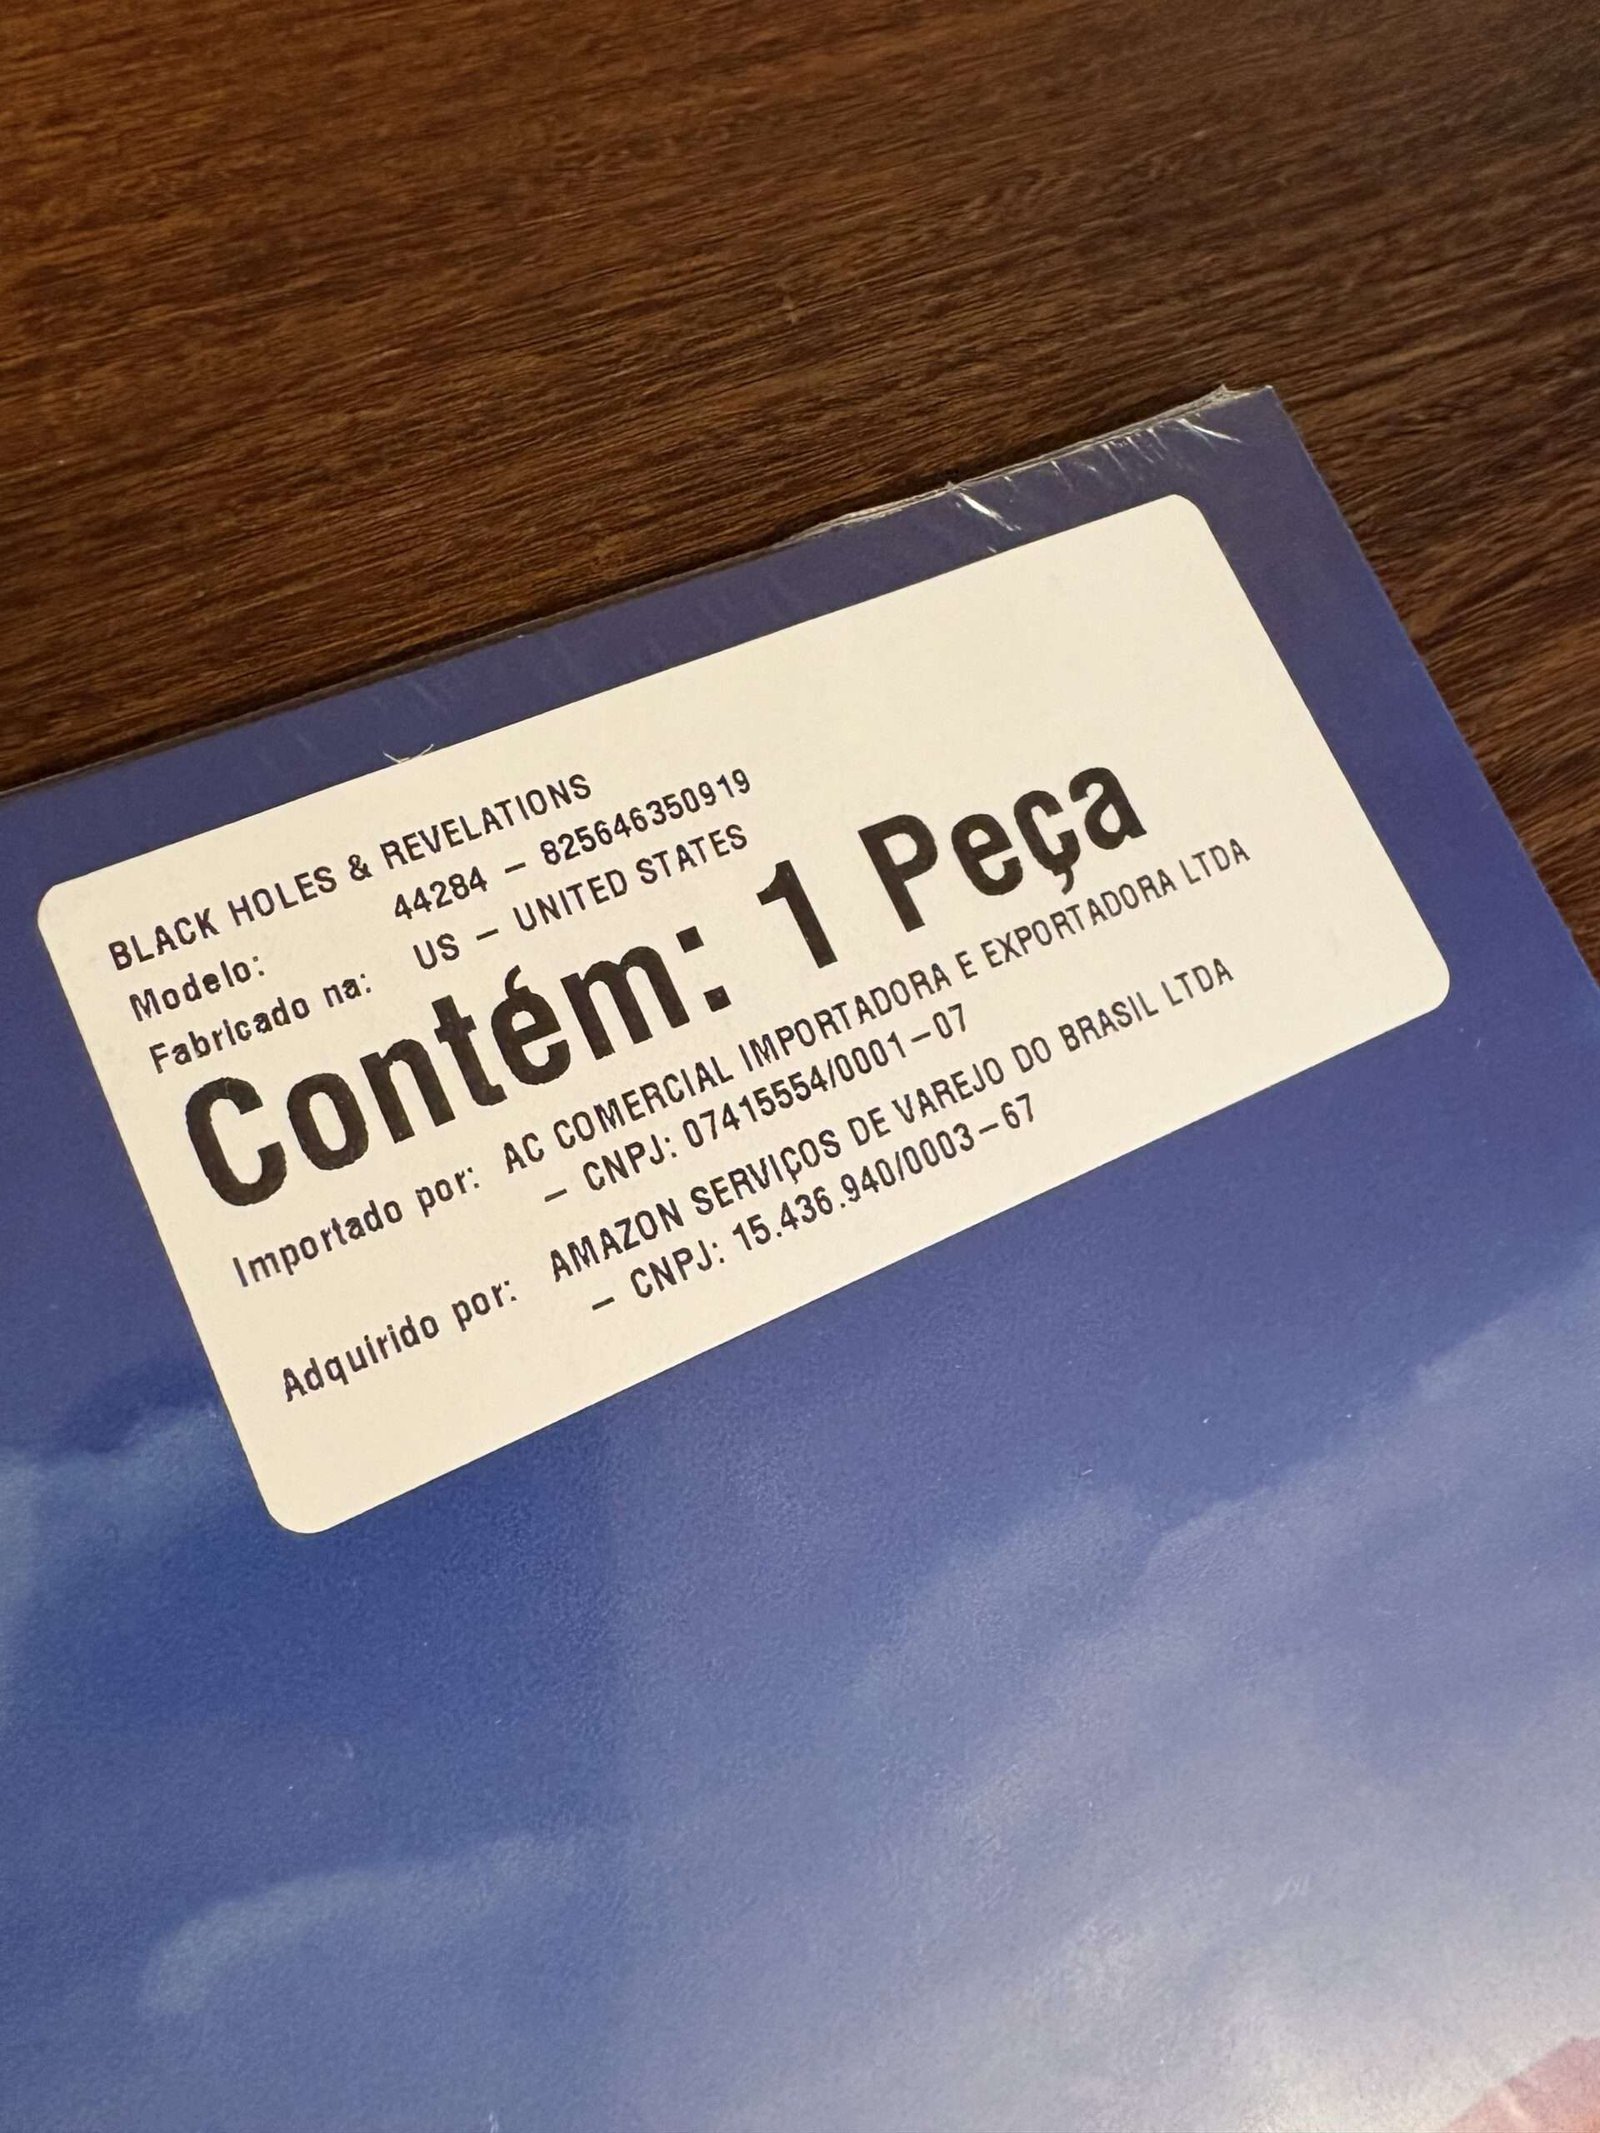 BLACK HOLES & REVELATIONS
Modelo: 44284 – 825646350919
Fabricado na: US – UNITED STATES
Contém: 1 Peça
Importado por: AC COMERCIAL IMPORTADORA E EXPORTADORA LTDA
– CNPJ: 07415554/0001–07
Adquirido por: AMAZON SERVIÇOS DE VAREJO DO BRASIL LTDA
– CNPJ: 15.436.940/0003–67